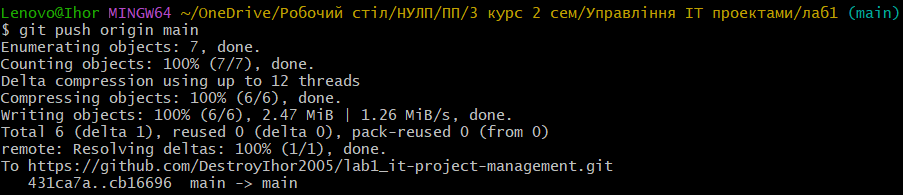 Lenovo@Ihor MINGW64 ~/OneDrive/Робочий стіл/НУЛП/ПП/3 курс 2 сем/Управління ІТ проектами/лаб1 (main)
$ git push origin main
Enumerating objects: 7, done.
Counting objects: 100% (7/7), done.
Delta compression using up to 12 threads
Compressing objects: 100% (6/6), done.
Writing objects: 100% (6/6), 2.47 MiB | 1.26 MiB/s, done.
Total 6 (delta 1), reused 0 (delta 0), pack-reused 0 (from 0)
remote: Resolving deltas: 100% (1/1), done.
To https://github.com/DestroyIhor2005/lab1_it-project-management.git
   431ca7a..cb16696  main -> main